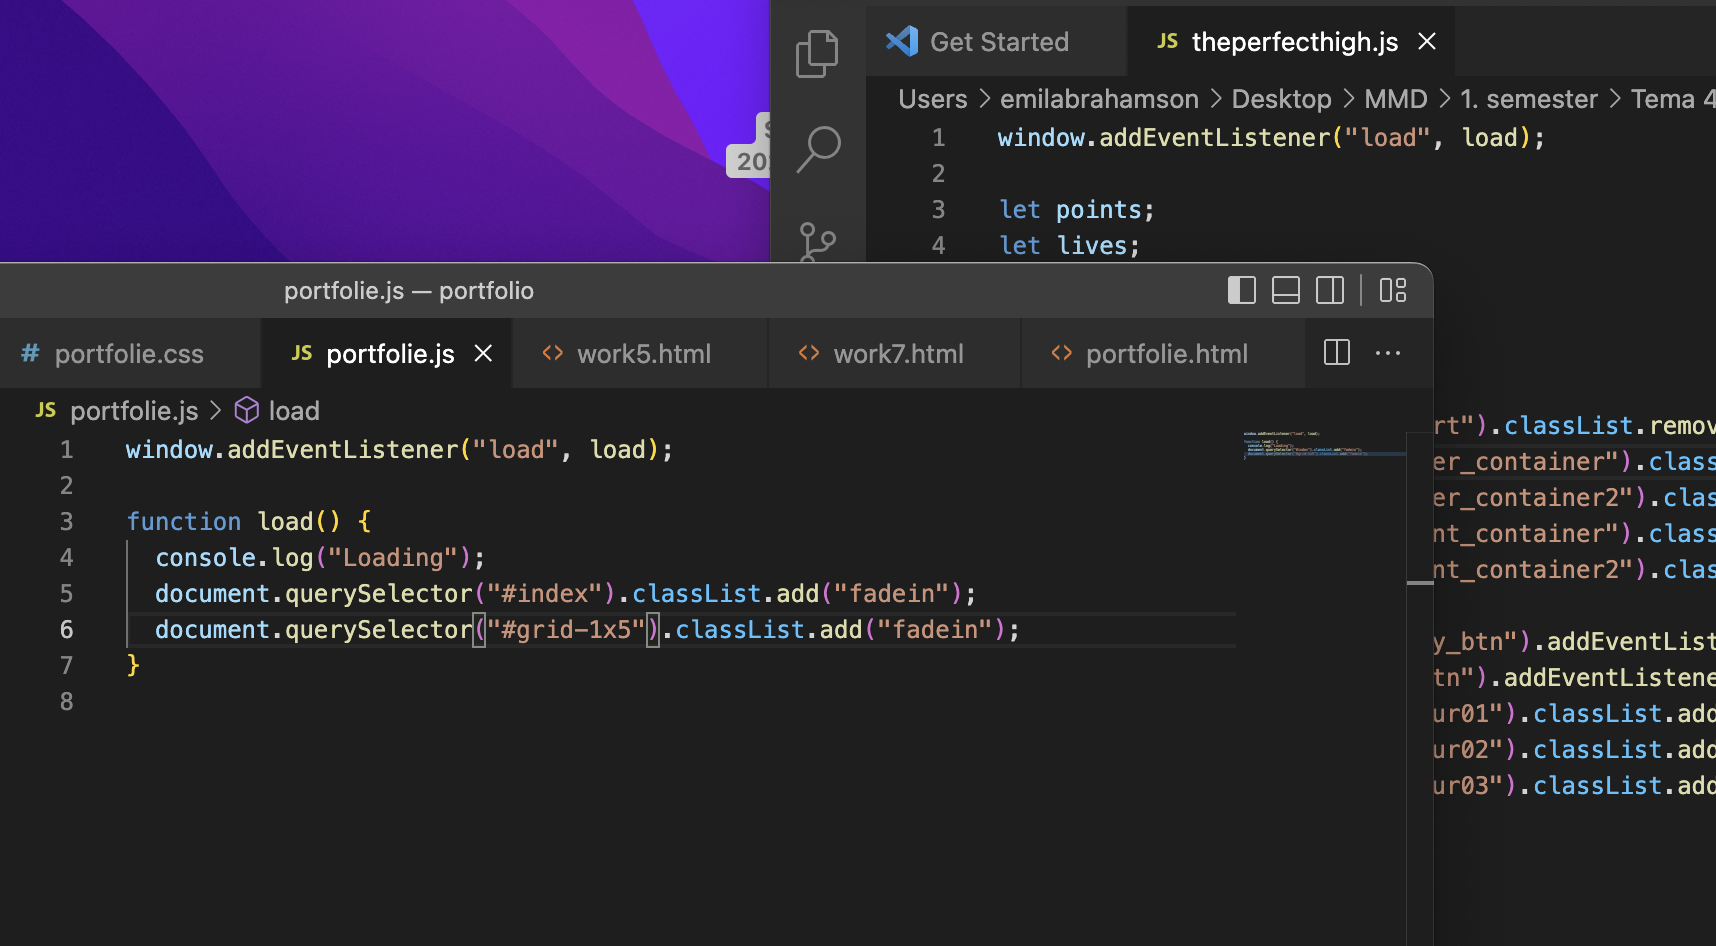 Get Started
JS theperfecthigh.js
Users > emilabrahamson > Desktop > MMD > 1. semester > Tema 4
1 window.addEventListener("load", load);
2
3 let points;
4 let lives;
20
portfolie.js — portfolio
# portfolie.css
JS portfolie.js
<> work5.html
<> work7.html
<> portfolie.html
JS portfolie.js > load
1 window.addEventListener("load", load);
2
3 function load() {
4 console.log("Loading");
5 document.querySelector("#index").classList.add("fadein");
6 document.querySelector("#grid-1x5").classList.add("fadein");
7 }
8
rt").classList.remov
er_container").class
er_container2").clas
nt_container").class
nt_container2").clas
y_btn").addEventList
tn").addEventListene
ur01").classList.add
ur02").classList.add
ur03").classList.add